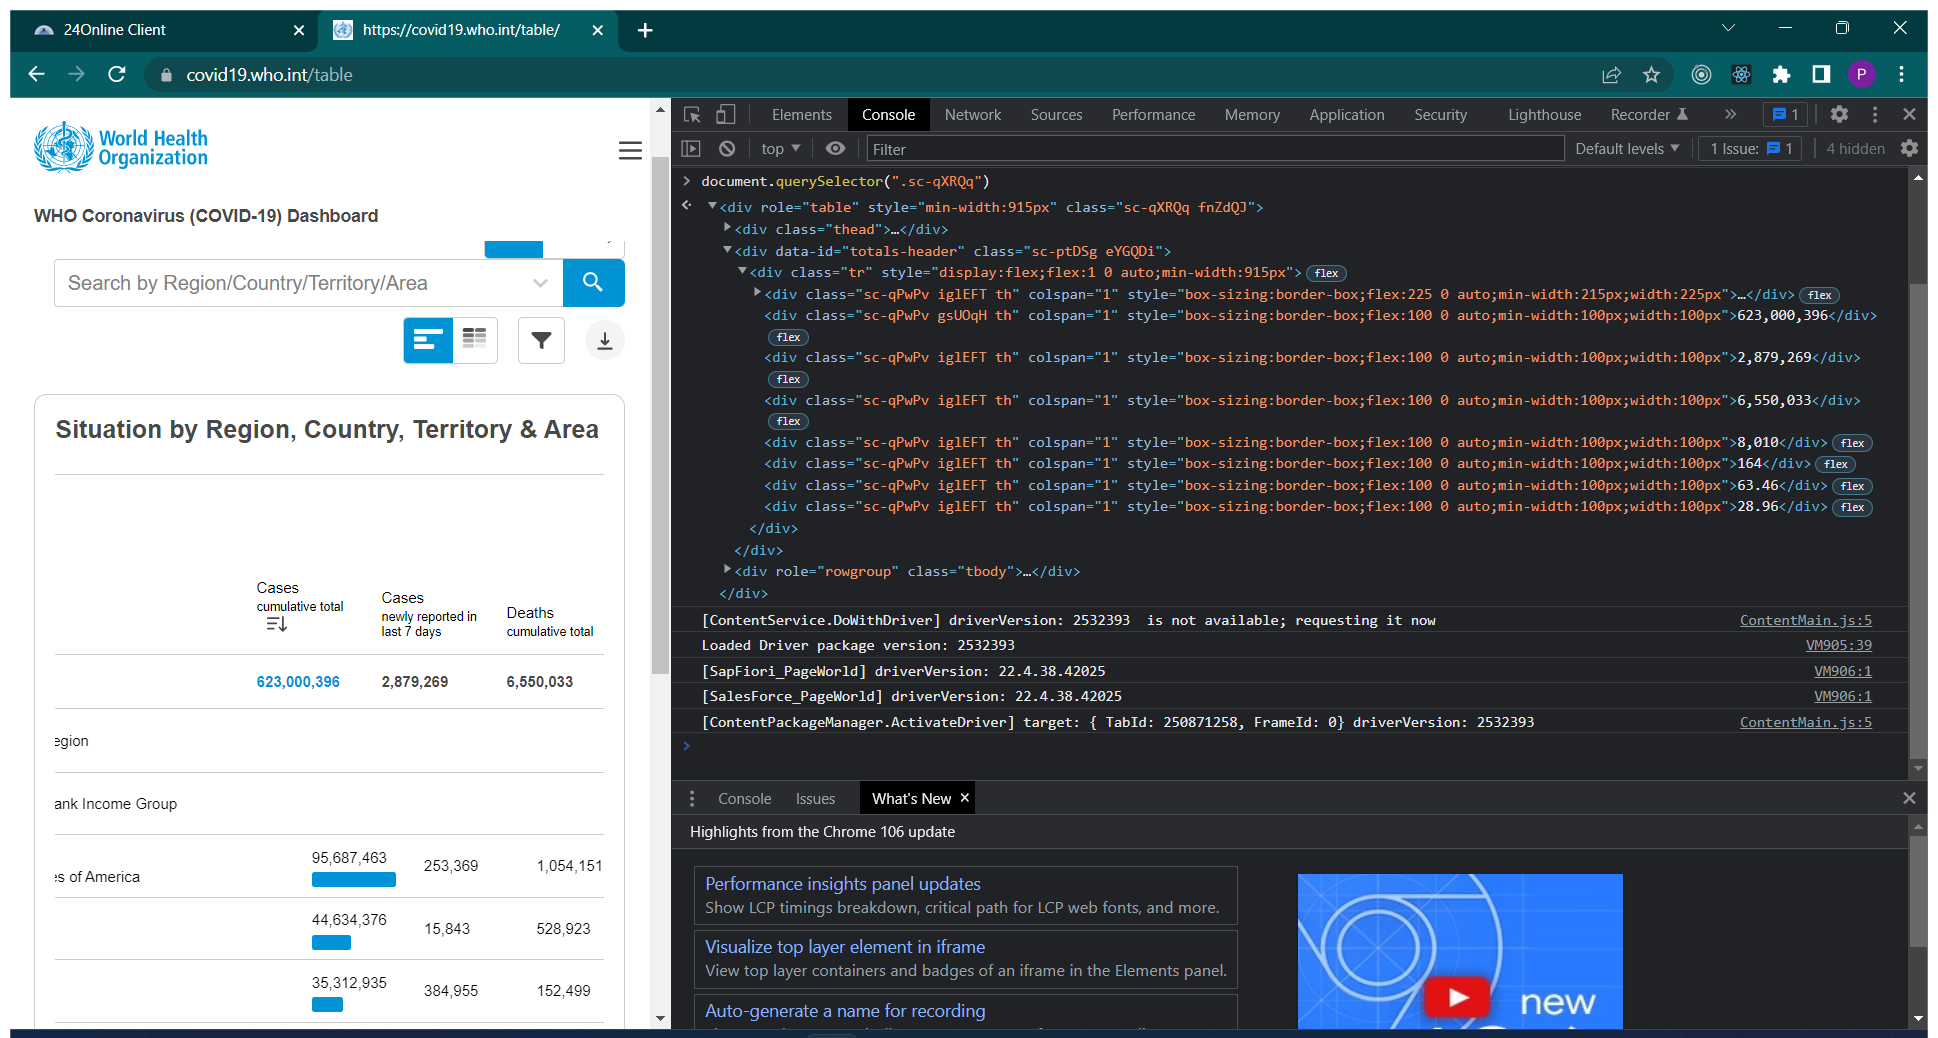 24Online Client
https://covid19.who.int/table/
covid19.who.int/table
P
World Health
Organization
WHO Coronavirus (COVID-19) Dashboard
Search by Region/Country/Territory/Area
Situation by Region, Country, Territory & Area
Cases
cumulative total
Cases
newly reported in
last 7 days
Deaths
cumulative total
623,000,396 2,879,269 6,550,033
egion
ank Income Group
es of America 95,687,463 253,369 1,054,151
44,634,376 15,843 528,923
35,312,935 384,955 152,499
Elements Console Network Sources Performance Memory Application Security Lighthouse Recorder 1
top Filter Default levels 1 Issue: 1 4 hidden
document.querySelector(".sc-qXRQq")
<div role="table" style="min-width:915px" class="sc-qXRQq fnZdQJ">
<div class="thead">…</div>
<div data-id="totals-header" class="sc-ptDSg eYGQDi">
<div class="tr" style="display:flex;flex:1 0 auto;min-width:915px"> flex
<div class="sc-qPwPv iglEFT th" colspan="1" style="box-sizing:border-box;flex:225 0 auto;min-width:215px;width:225px">…</div> flex
<div class="sc-qPwPv gsUOqH th" colspan="1" style="box-sizing:border-box;flex:100 0 auto;min-width:100px;width:100px">623,000,396</div>
flex
<div class="sc-qPwPv iglEFT th" colspan="1" style="box-sizing:border-box;flex:100 0 auto;min-width:100px;width:100px">2,879,269</div>
flex
<div class="sc-qPwPv iglEFT th" colspan="1" style="box-sizing:border-box;flex:100 0 auto;min-width:100px;width:100px">6,550,033</div>
flex
<div class="sc-qPwPv iglEFT th" colspan="1" style="box-sizing:border-box;flex:100 0 auto;min-width:100px;width:100px">8,010</div> flex
<div class="sc-qPwPv iglEFT th" colspan="1" style="box-sizing:border-box;flex:100 0 auto;min-width:100px;width:100px">164</div> flex
<div class="sc-qPwPv iglEFT th" colspan="1" style="box-sizing:border-box;flex:100 0 auto;min-width:100px;width:100px">63.46</div> flex
<div class="sc-qPwPv iglEFT th" colspan="1" style="box-sizing:border-box;flex:100 0 auto;min-width:100px;width:100px">28.96</div> flex
</div>
</div>
<div role="rowgroup" class="tbody">…</div>
</div>
[ContentService.DoWithDriver] driverVersion: 2532393  is not available; requesting it now ContentMain.js:5
Loaded Driver package version: 2532393 VM905:39
[SapFiori_PageWorld] driverVersion: 22.4.38.42025 VM906:1
[SalesForce_PageWorld] driverVersion: 22.4.38.42025 VM906:1
[ContentPackageManager.ActivateDriver] target: { TabId: 250871258, FrameId: 0} driverVersion: 2532393 ContentMain.js:5
Console Issues What's New
Highlights from the Chrome 106 update
Performance insights panel updates
Show LCP timings breakdown, critical path for LCP web fonts, and more.
Visualize top layer element in iframe
View top layer containers and badges of an iframe in the Elements panel.
Auto-generate a name for recording
new